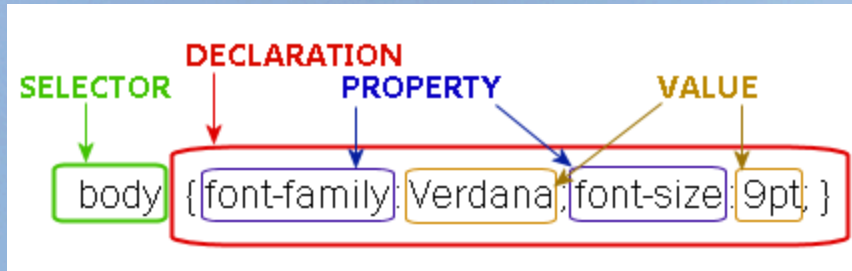 DECLARATION
SELECTOR PROPERTY VALUE
body {font-family: Verdana;font-size: 9pt; }